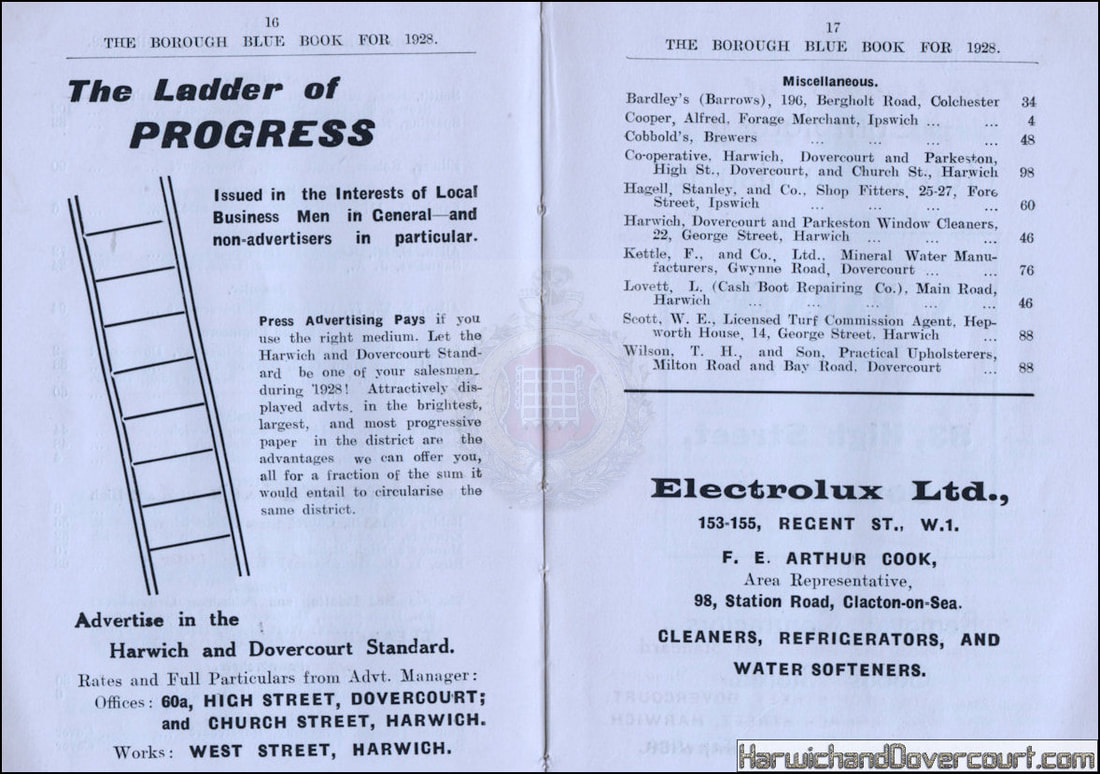 16
THE BOROUGH BLUE BOOK FOR 1928.
The Ladder of
PROGRESS
Issued in the Interests of Local
Business Men in General—and
non-advertisers in particular.
Press Advertising Pays if you
use the right medium. Let the
Harwich and Dovercourt Stand-
ard be one of your salesmen
during 1928! Attractively dis-
played advts. in the brightest,
largest, and most progressive
paper in the district are the
advantages we can offer you,
all for a fraction of the sum it
would entail to circularise the
same district.
Advertise in the
Harwich and Dovercourt Standard.
Rates and Full Particulars from Advt. Manager:
Offices: 60a, HIGH STREET, DOVERCOURT;
and CHURCH STREET, HARWICH.
Works: WEST STREET, HARWICH.
17
THE BOROUGH BLUE BOOK FOR 1928.
Miscellaneous.
Bardley's (Barrows), 196, Bergholt Road, Colchester 34
Cooper, Alfred, Forage Merchant, Ipswich ... ... 4
Cobbold's, Brewers ... ... ... ... 48
Co-operative, Harwich, Dovercourt and Parkeston,
High St., Dovercourt, and Church St., Harwich 98
Hagell, Stanley, and Co., Shop Fitters, 25-27, Fore
Street, Ipswich ... ... ... ... 60
Harwich, Dovercourt and Parkeston Window Cleaners,
22, George Street, Harwich ... ... ... 46
Kettle, F., and Co., Ltd., Mineral Water Manu-
facturers, Gwynne Road, Dovercourt ... ... 76
Lovett, L. (Cash Boot Repairing Co.), Main Road,
Harwich ... ... ... ... ... 46
Scott, W. E., Licensed Turf Commission Agent, Hep-
worth House, 14, George Street, Harwich ... 88
Wilson, T. H., and Son, Practical Upholsterers,
Milton Road and Bay Road, Dovercourt ... 88
Electrolux Ltd.,
153-155, REGENT ST., W.1.
F. E. ARTHUR COOK,
Area Representative,
98, Station Road, Clacton-on-Sea.
CLEANERS, REFRIGERATORS, AND
WATER SOFTENERS.
HarwichandDovercourt.com